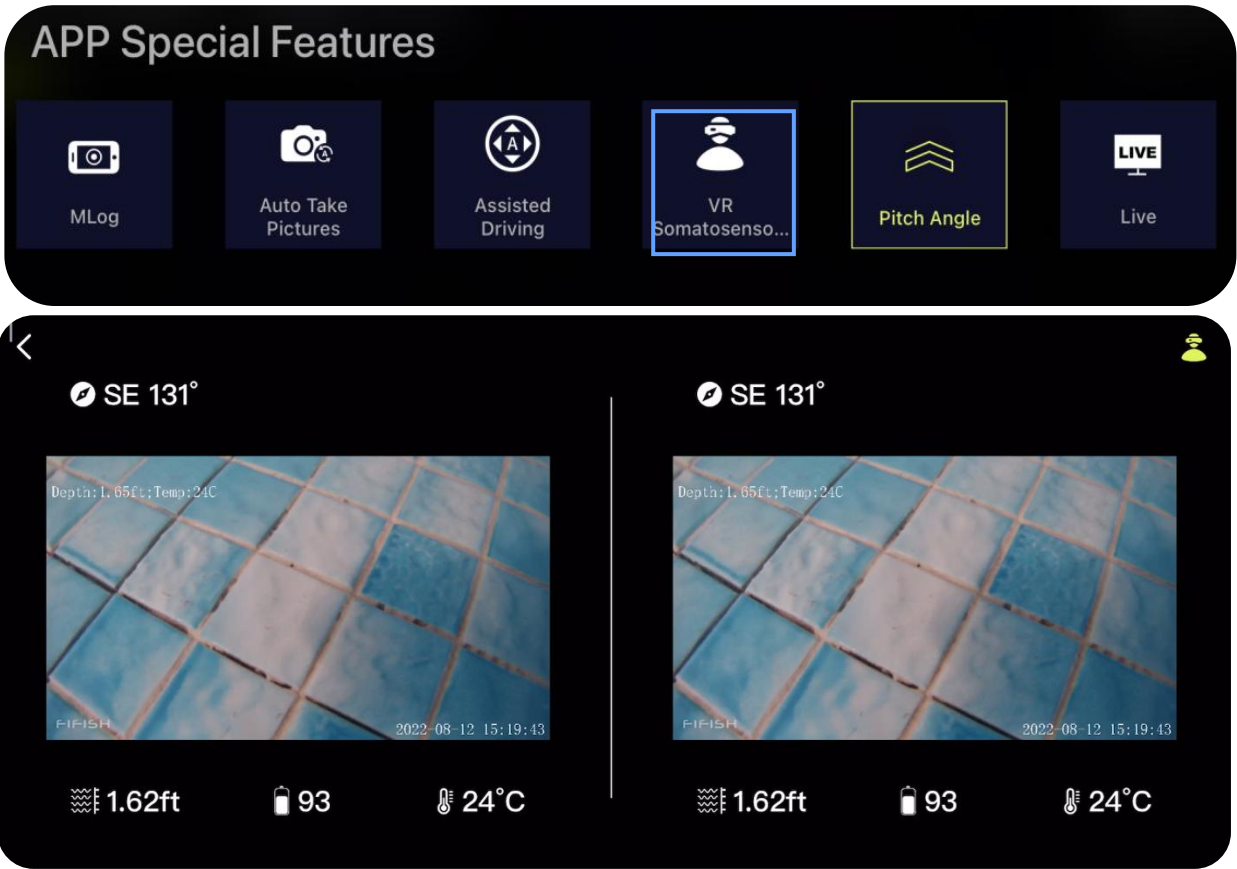 APP Special Features
MLog
Auto Take
Pictures
Assisted
Driving
VR
Somatosenso...
Pitch Angle
LIVE
Live
SE 131°
SE 131°
Depth:1.65ft;Temp:24C
Depth:1.65ft;Temp:24C
FIFISH
2022-08-12 15:19:43
FIFISH
2022-08-12 15:19:43
1.62ft
93
24°C
1.62ft
93
24°C